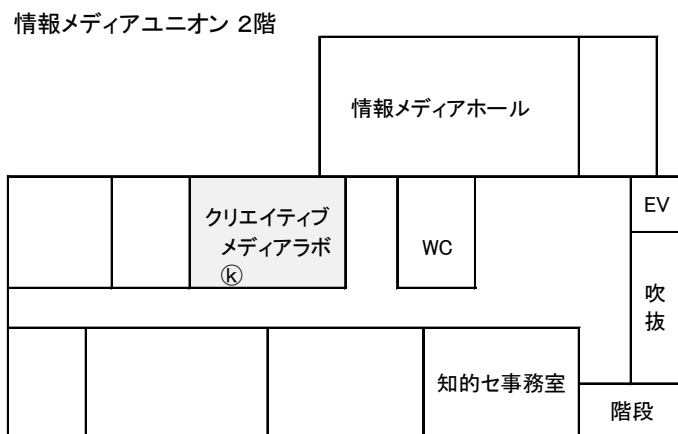 情報メディアユニオン 2階
情報メディアホール
クリエイティブ
メディアラボ
ⓚ
WC
EV
吹
抜
知的セ事務室
階段